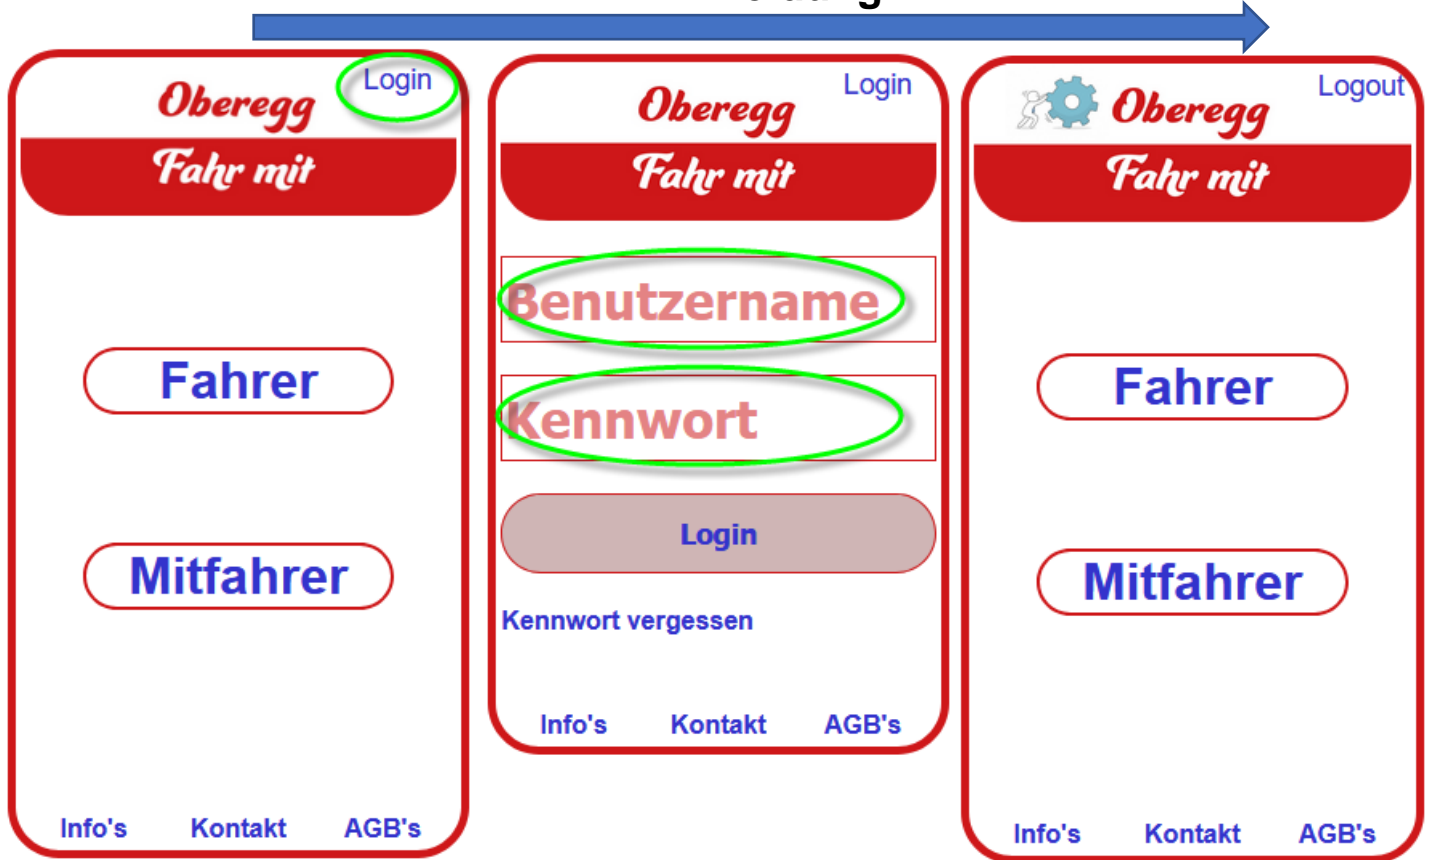 Login
Oberegg
Fahr mit
Fahrer
Mitfahrer
Info's Kontakt AGB's
Login
Oberegg
Fahr mit
Benutzername
Kennwort
Login
Kennwort vergessen
Info's Kontakt AGB's
Logout
Oberegg
Fahr mit
Fahrer
Mitfahrer
Info's Kontakt AGB's